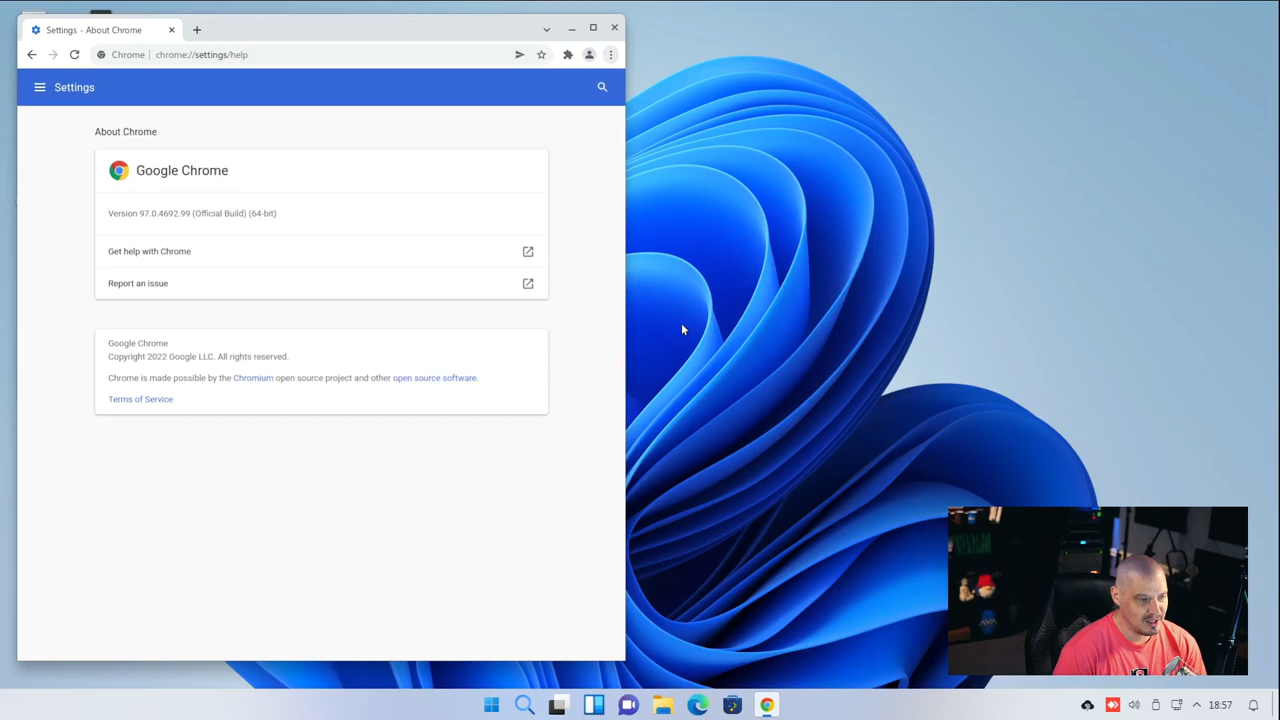 Settings - About Chrome
Chrome
chrome://settings/help
Settings
About Chrome
Google Chrome
Version 97.0.4692.99 (Official Build) (64-bit)
Get help with Chrome
Report an issue
Google Chrome
Copyright 2022 Google LLC. All rights reserved.
Chrome is made possible by the Chromium open source project and other open source software.
Terms of Service
18:57